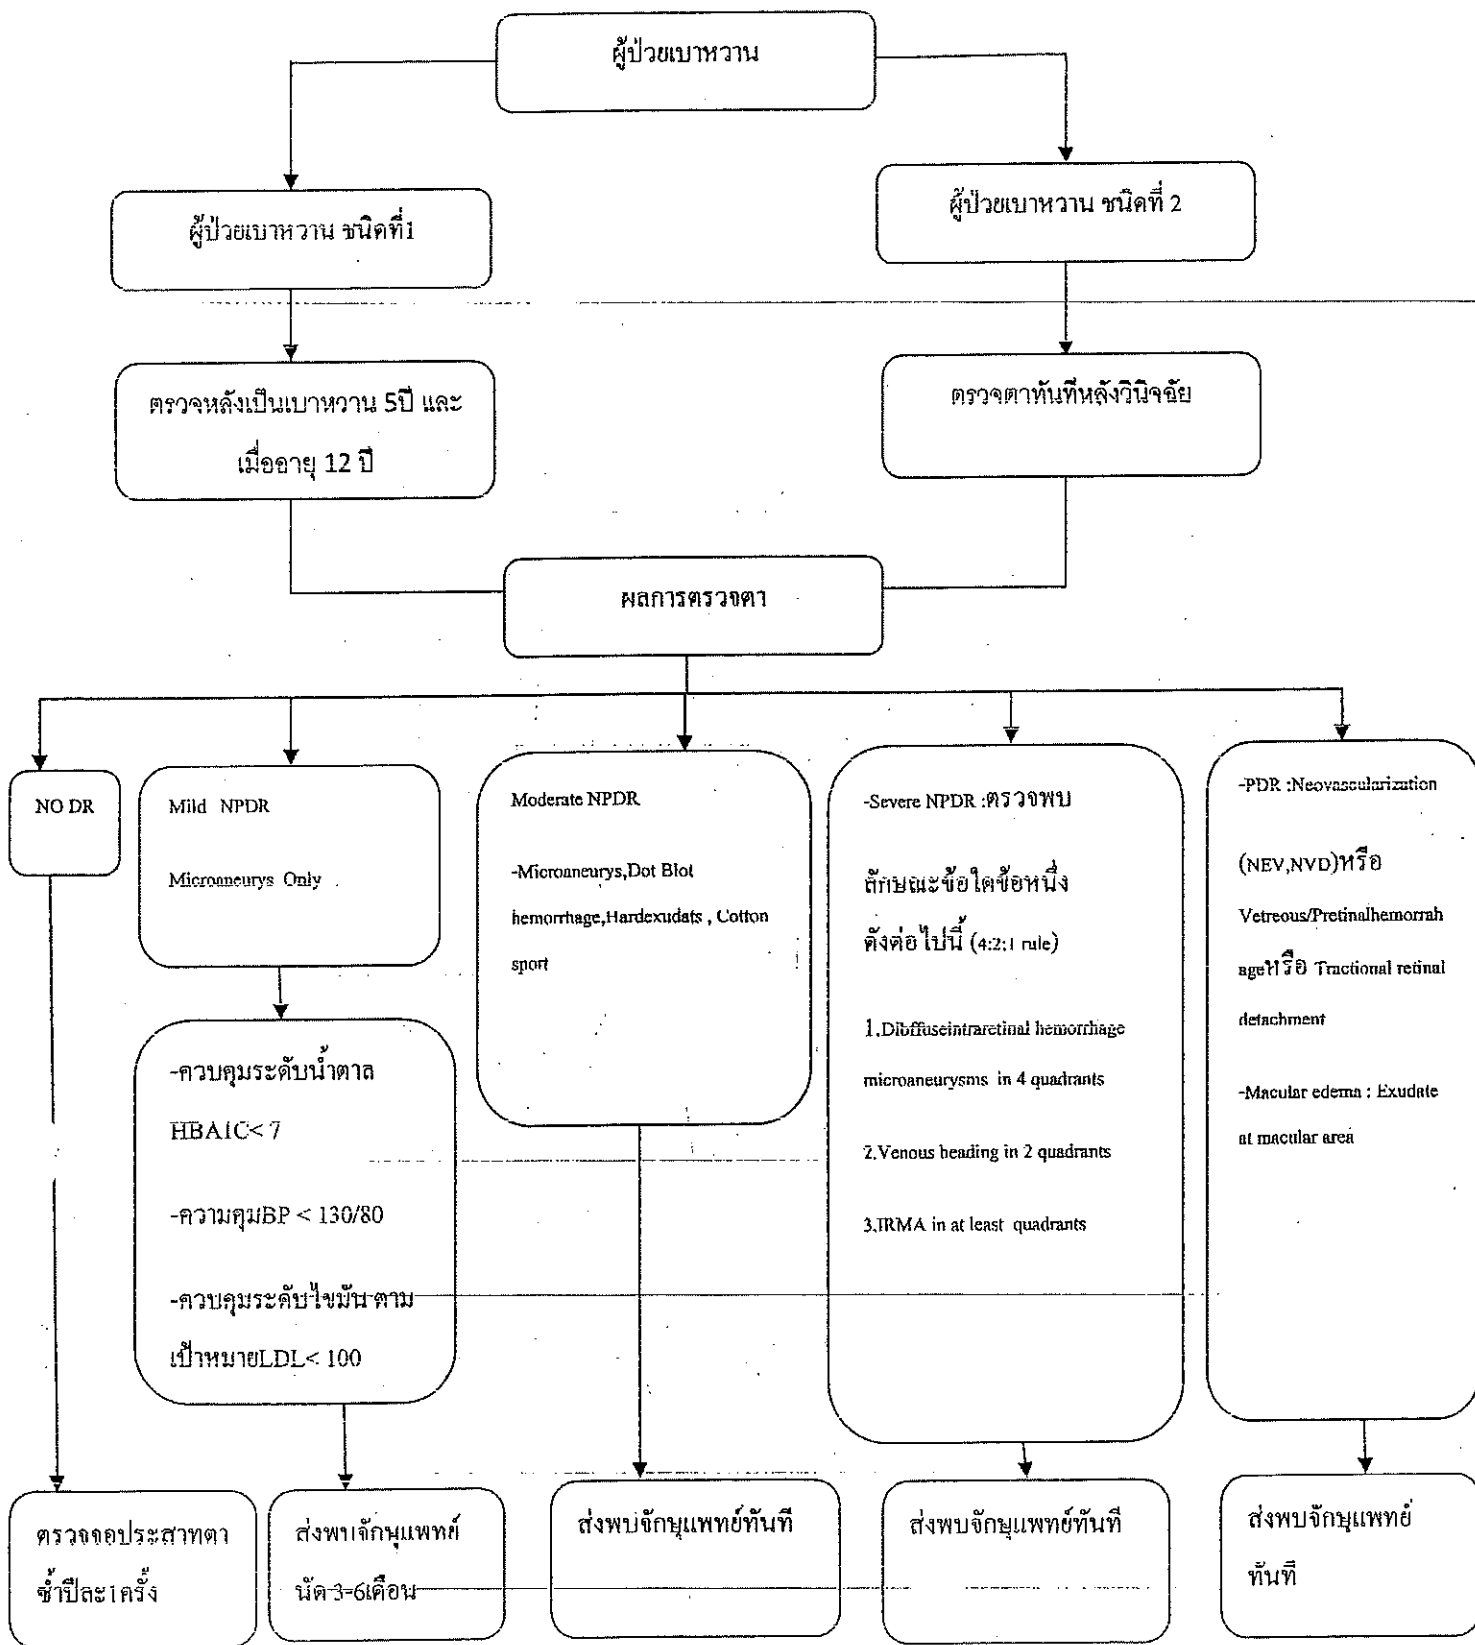 ผู้ป่วยเบาหวาน
ผู้ป่วยเบาหวาน ชนิดที่1
ผู้ป่วยเบาหวาน ชนิดที่ 2
ตรวจหลังเป็นเบาหวาน 5ปี และ
เมื่ออายุ 12 ปี
ตรวจตาทันทีหลังวินิจฉัย
ผลการตรวจตา
NO DR
Mild NPDR
Microaneurys Only
Moderate NPDR
-Microaneurys,Dot Blot
hemorrhage,Hardexudats , Cotton
sport
-Severe NPDR :ตรวจพบ
ลักษณะข้อใดข้อหนึ่ง
ดังต่อไปนี้ (4:2:1 rule)
1.Dibffuseintraretinal hemorrhage
microaneurysms in 4 quadrants
2.Venous beading in 2 quadrants
3.IRMA in at least quadrants
-PDR :Neovascularization
(NEV,NVD)หรือ
Vetreous/Pretinalhemorrah
ageหรือ Tractional retinal
detachment
-Macular edema : Exudate
at macular area
-ควบคุมระดับน้ำตาล
HBA1C< 7
-ความคุมBP < 130/80
-ควบคุมระดับไขมัน ตาม
เป้าหมายLDL< 100
ตรวจจอประสาทตา
ซ้ำปีละ1ครั้ง
ส่งพบจักษุแพทย์
นัด 3-6เดือน
ส่งพบจักษุแพทย์ทันที
ส่งพบจักษุแพทย์ทันที
ส่งพบจักษุแพทย์
ทันที